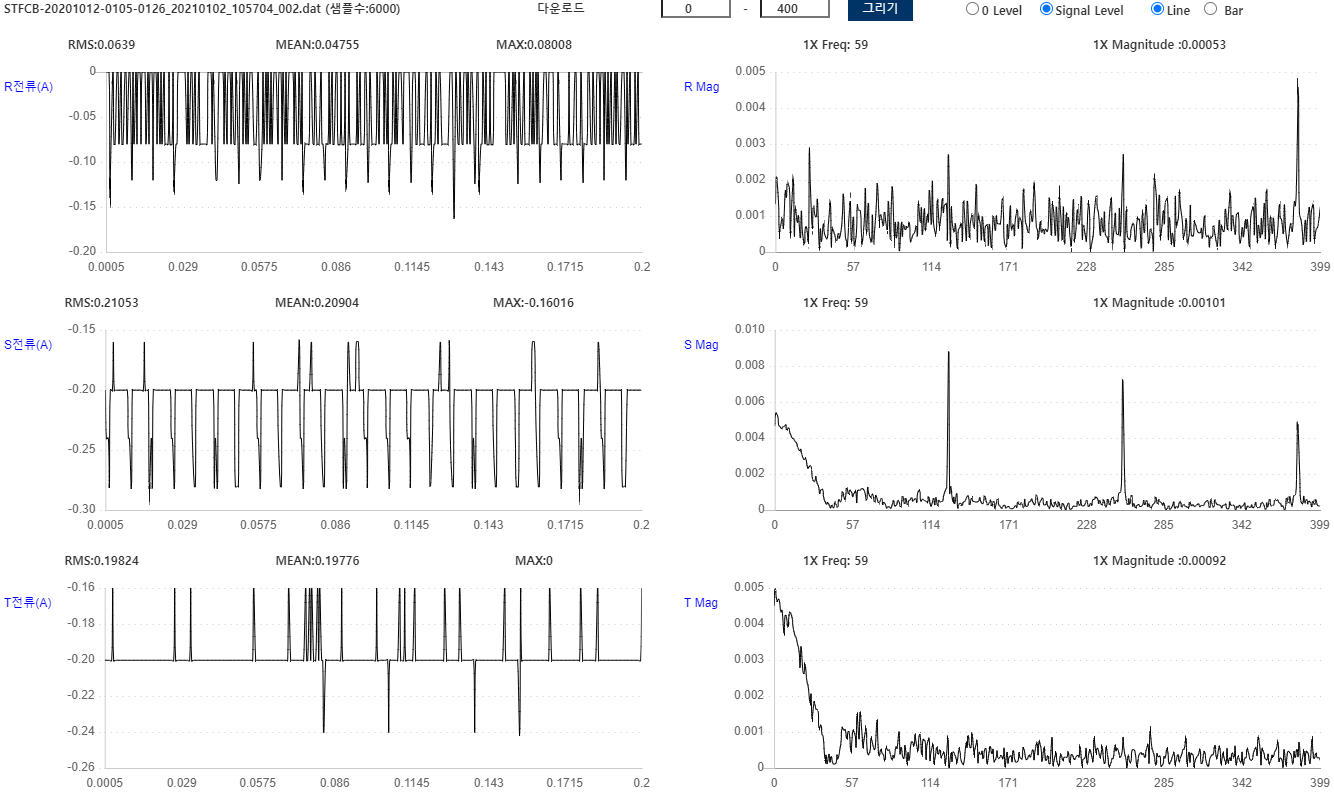 STFCB-20201012-0105-0126_20210102_105704_002.dat (샘플수:6000) 다운로드 0 - 400 그리기 0 Level Signal Level Line Bar
RMS:0.0639 MEAN:0.04755 MAX:0.08008 1X Freq: 59 1X Magnitude :0.00053
R전류(A)
0
-0.05
-0.10
-0.15
-0.20
0.0005 0.029 0.0575 0.086 0.1145 0.143 0.1715 0.2
R Mag
0.005
0.004
0.003
0.002
0.001
0
0 57 114 171 228 285 342 399
RMS:0.21053 MEAN:0.20904 MAX:-0.16016 1X Freq: 59 1X Magnitude :0.00101
S전류(A)
-0.15
-0.20
-0.25
-0.30
0.0005 0.029 0.0575 0.086 0.1145 0.143 0.1715 0.2
S Mag
0.010
0.008
0.006
0.004
0.002
0
0 57 114 171 228 285 342 399
RMS:0.19824 MEAN:0.19776 MAX:0 1X Freq: 59 1X Magnitude :0.00092
T전류(A)
-0.16
-0.18
-0.20
-0.22
-0.24
-0.26
0.0005 0.029 0.0575 0.086 0.1145 0.143 0.1715 0.2
T Mag
0.005
0.004
0.003
0.002
0.001
0
0 57 114 171 228 285 342 399